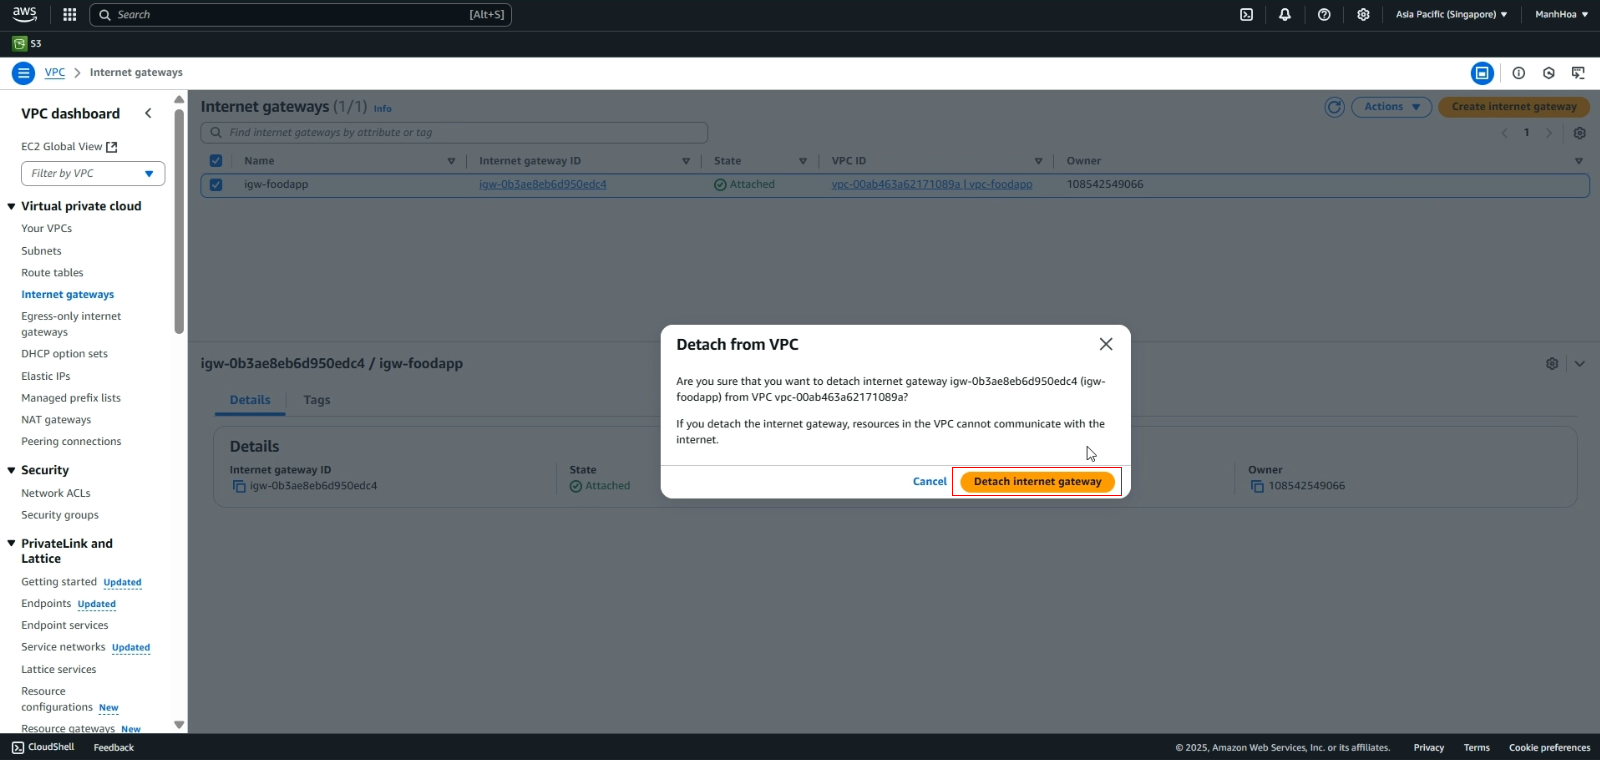 aws
Search
[Alt+S]
Asia Pacific (Singapore)
ManhHoa
S3
VPC
Internet gateways
VPC dashboard
EC2 Global View
Filter by VPC
Virtual private cloud
Your VPCs
Subnets
Route tables
Internet gateways
Egress-only internet
gateways
DHCP option sets
Elastic IPs
Managed prefix lists
NAT gateways
Peering connections
Security
Network ACLs
Security groups
PrivateLink and
Lattice
Getting started Updated
Endpoints Updated
Endpoint services
Service networks Updated
Lattice services
Resource
configurations New
Resource gateways New
Internet gateways (1/1) Info
Actions
Create internet gateway
Find internet gateways by attribute or tag
1
Name Internet gateway ID State VPC ID Owner
igw-foodapp igw-0b3ae8eb6d950edc4 Attached vpc-00ab463a62171089a | vpc-foodapp 108542549066
igw-0b3ae8eb6d950edc4 / igw-foodapp
Details
Tags
Details
Internet gateway ID
igw-0b3ae8eb6d950edc4
State
Attached
Owner
108542549066
Detach from VPC
Are you sure that you want to detach internet gateway igw-0b3ae8eb6d950edc4 (igw-
foodapp) from VPC vpc-00ab463a62171089a?
If you detach the internet gateway, resources in the VPC cannot communicate with the
internet.
Cancel
Detach internet gateway
CloudShell
Feedback
© 2025, Amazon Web Services, Inc. or its affiliates.
Privacy
Terms
Cookie preferences